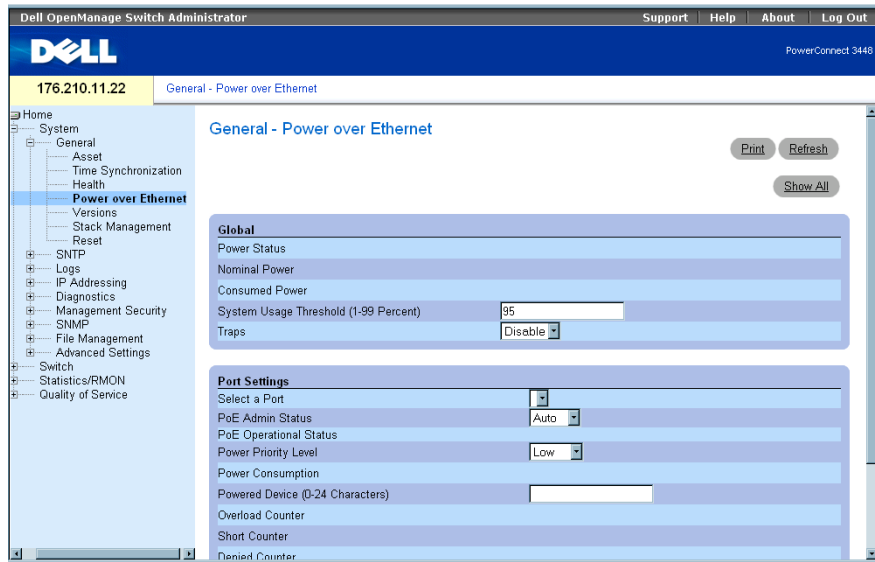 Dell OpenManage Switch Administrator
Support Help About Log Out
DELL
PowerConnect 3448
176.210.11.22
General - Power over Ethernet
Home
System
General
Asset
Time Synchronization
Health
Power over Ethernet
Versions
Stack Management
Reset
SNTP
Logs
IP Addressing
Diagnostics
Management Security
SNMP
File Management
Advanced Settings
Switch
Statistics/RMON
Quality of Service
General - Power over Ethernet
Print Refresh
Show All
Global
Power Status
Nominal Power
Consumed Power
System Usage Threshold (1-99 Percent) 95
Traps Disable
Port Settings
Select a Port
PoE Admin Status Auto
PoE Operational Status
Power Priority Level Low
Power Consumption
Powered Device (0-24 Characters)
Overload Counter
Short Counter
Denied Counter